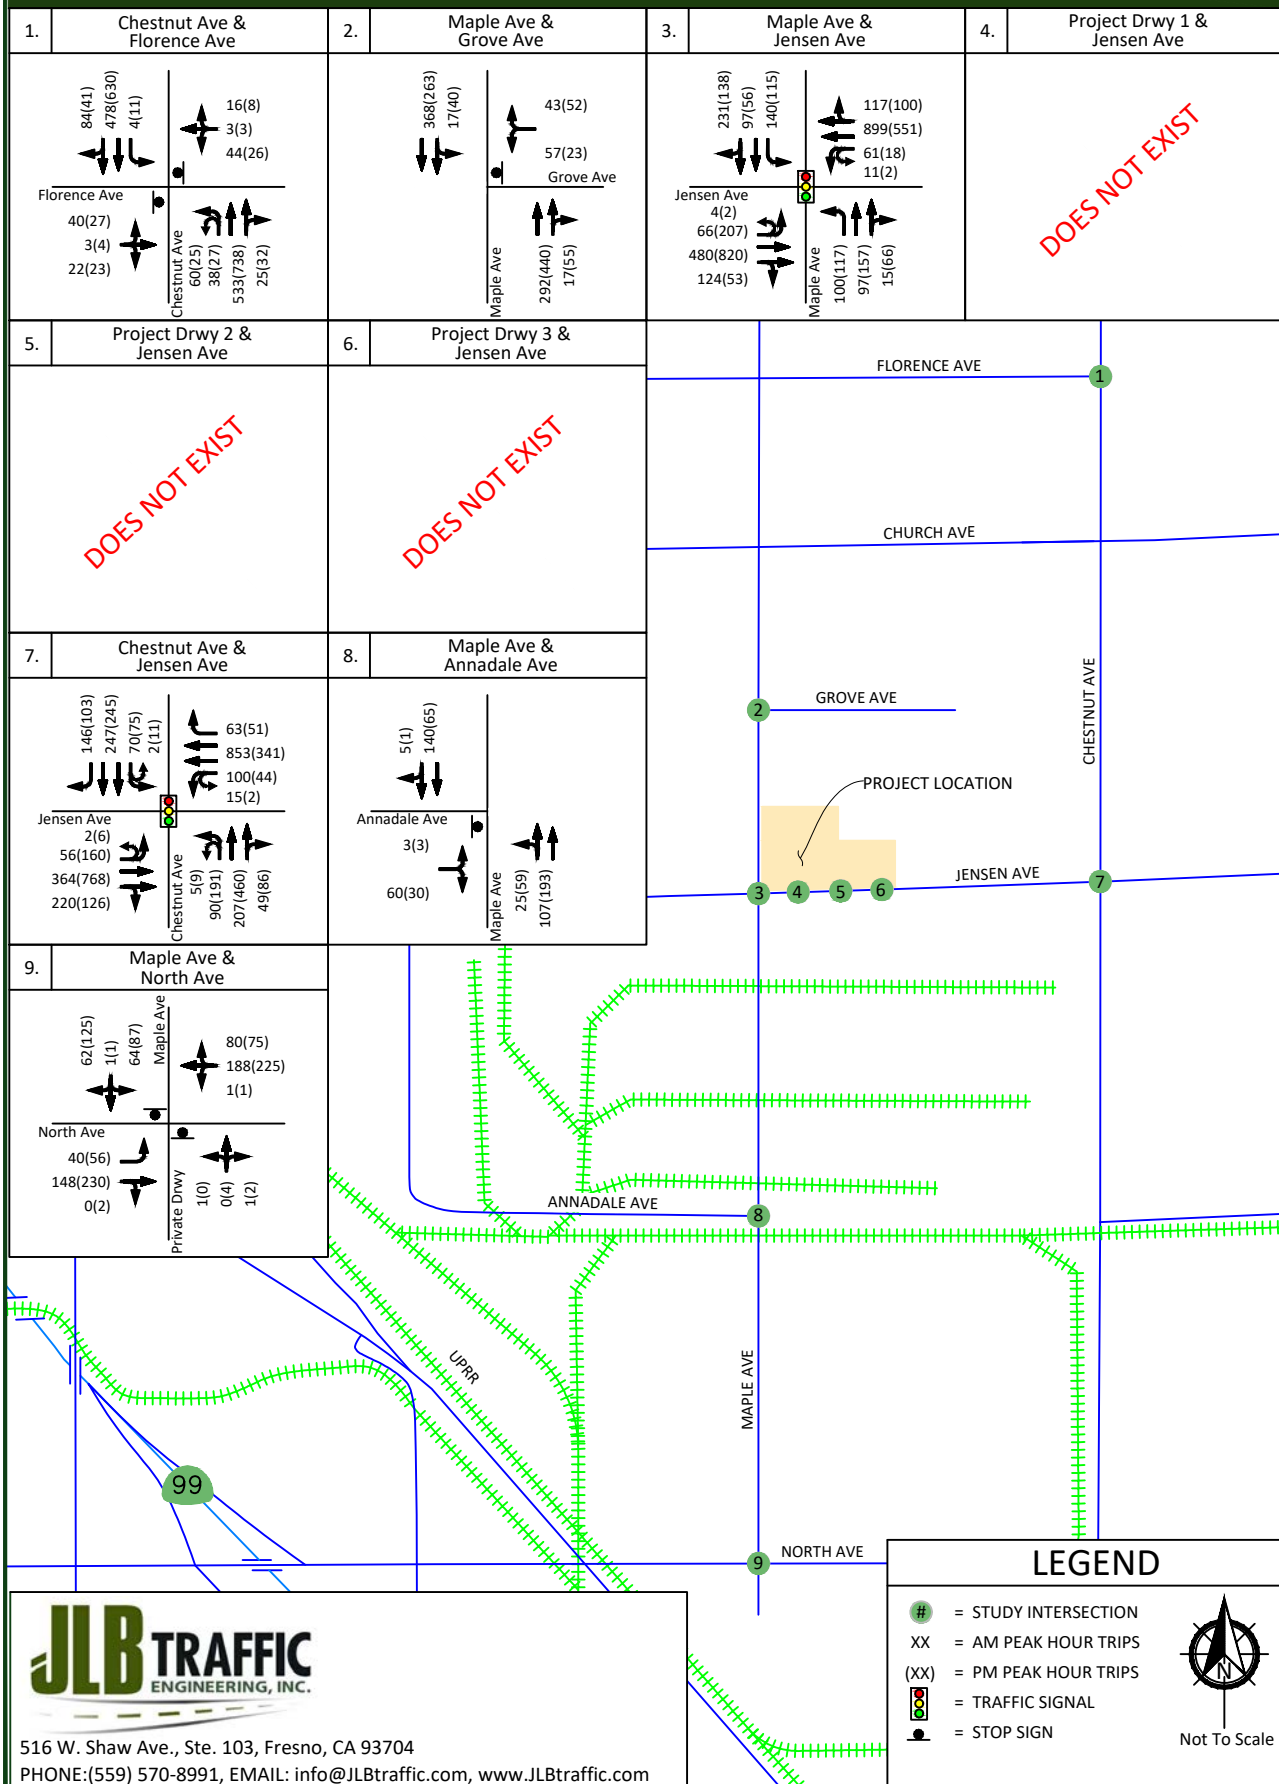 1.
Chestnut Ave &
Florence Ave
84(41)
478(630)
4(11)
16(8)
3(3)
44(26)
Florence Ave
40(27)
3(4)
22(23)
Chestnut Ave
60(25)
38(27)
533(738)
25(32)
2.
Maple Ave &
Grove Ave
368(263)
17(40)
43(52)
57(23)
Grove Ave
Maple Ave
292(440)
17(55)
3.
Maple Ave &
Jensen Ave
231(138)
97(56)
140(115)
117(100)
899(551)
61(18)
11(2)
Jensen Ave
4(2)
66(207)
480(820)
124(53)
Maple Ave
100(117)
97(157)
15(66)
4.
Project Drwy 1 &
Jensen Ave
DOES NOT EXIST
5.
Project Drwy 2 &
Jensen Ave
DOES NOT EXIST
6.
Project Drwy 3 &
Jensen Ave
DOES NOT EXIST
7.
Chestnut Ave &
Jensen Ave
146(103)
247(245)
70(75)
2(11)
63(51)
853(341)
100(44)
15(2)
Jensen Ave
2(6)
56(160)
364(768)
220(126)
Chestnut Ave
5(9)
90(191)
207(460)
49(86)
8.
Maple Ave &
Annadale Ave
5(1)
140(65)
Annadale Ave
3(3)
60(30)
Maple Ave
25(59)
107(193)
9.
Maple Ave &
North Ave
62(125)
1(1)
64(87)
Maple Ave
80(75)
188(225)
1(1)
North Ave
40(56)
148(230)
0(2)
Private Drwy
1(0)
0(4)
1(2)
FLORENCE AVE
1
CHURCH AVE
CHESTNUT AVE
GROVE AVE
2
PROJECT LOCATION
JENSEN AVE
3
4
5
6
7
ANNADALE AVE
8
UPRR
MAPLE AVE
99
9
NORTH AVE
LEGEND
# = STUDY INTERSECTION
XX = AM PEAK HOUR TRIPS
(XX) = PM PEAK HOUR TRIPS
= TRAFFIC SIGNAL
= STOP SIGN
N
Not To Scale
JLB TRAFFIC
ENGINEERING, INC.
516 W. Shaw Ave., Ste. 103, Fresno, CA 93704
PHONE:(559) 570-8991, EMAIL: info@JLBtraffic.com, www.JLBtraffic.com